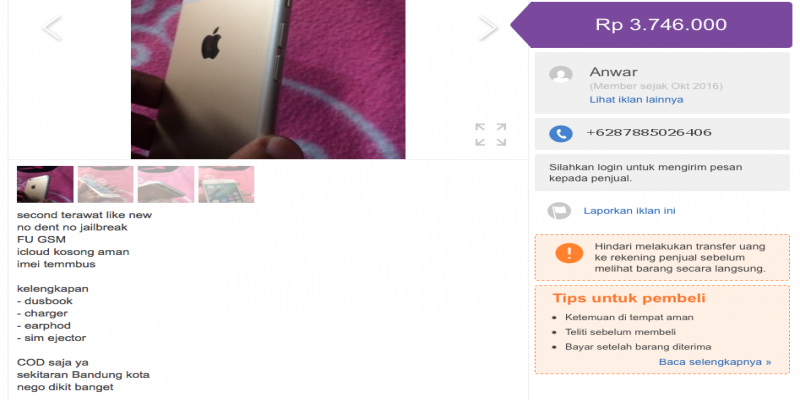 Rp 3.746.000
Anwar
(Member sejak Okt 2016)
Lihat iklan lainnya
+6287885026406
Silahkan login untuk mengirim pesan
kepada penjual.
Laporkan iklan ini
Hindari melakukan transfer uang
ke rekening penjual sebelum
melihat barang secara langsung.
Tips untuk pembeli
• Ketemuan di tempat aman
• Teliti sebelum membeli
• Bayar setelah barang diterima
Baca selengkapnya »
second terawat like new
no dent no jailbreak
FU GSM
icloud kosong aman
imei temmbus
kelengkapan
- dusbook
- charger
- earphod
- sim ejector
COD saja ya
sekitaran Bandung kota
nego dikit banget